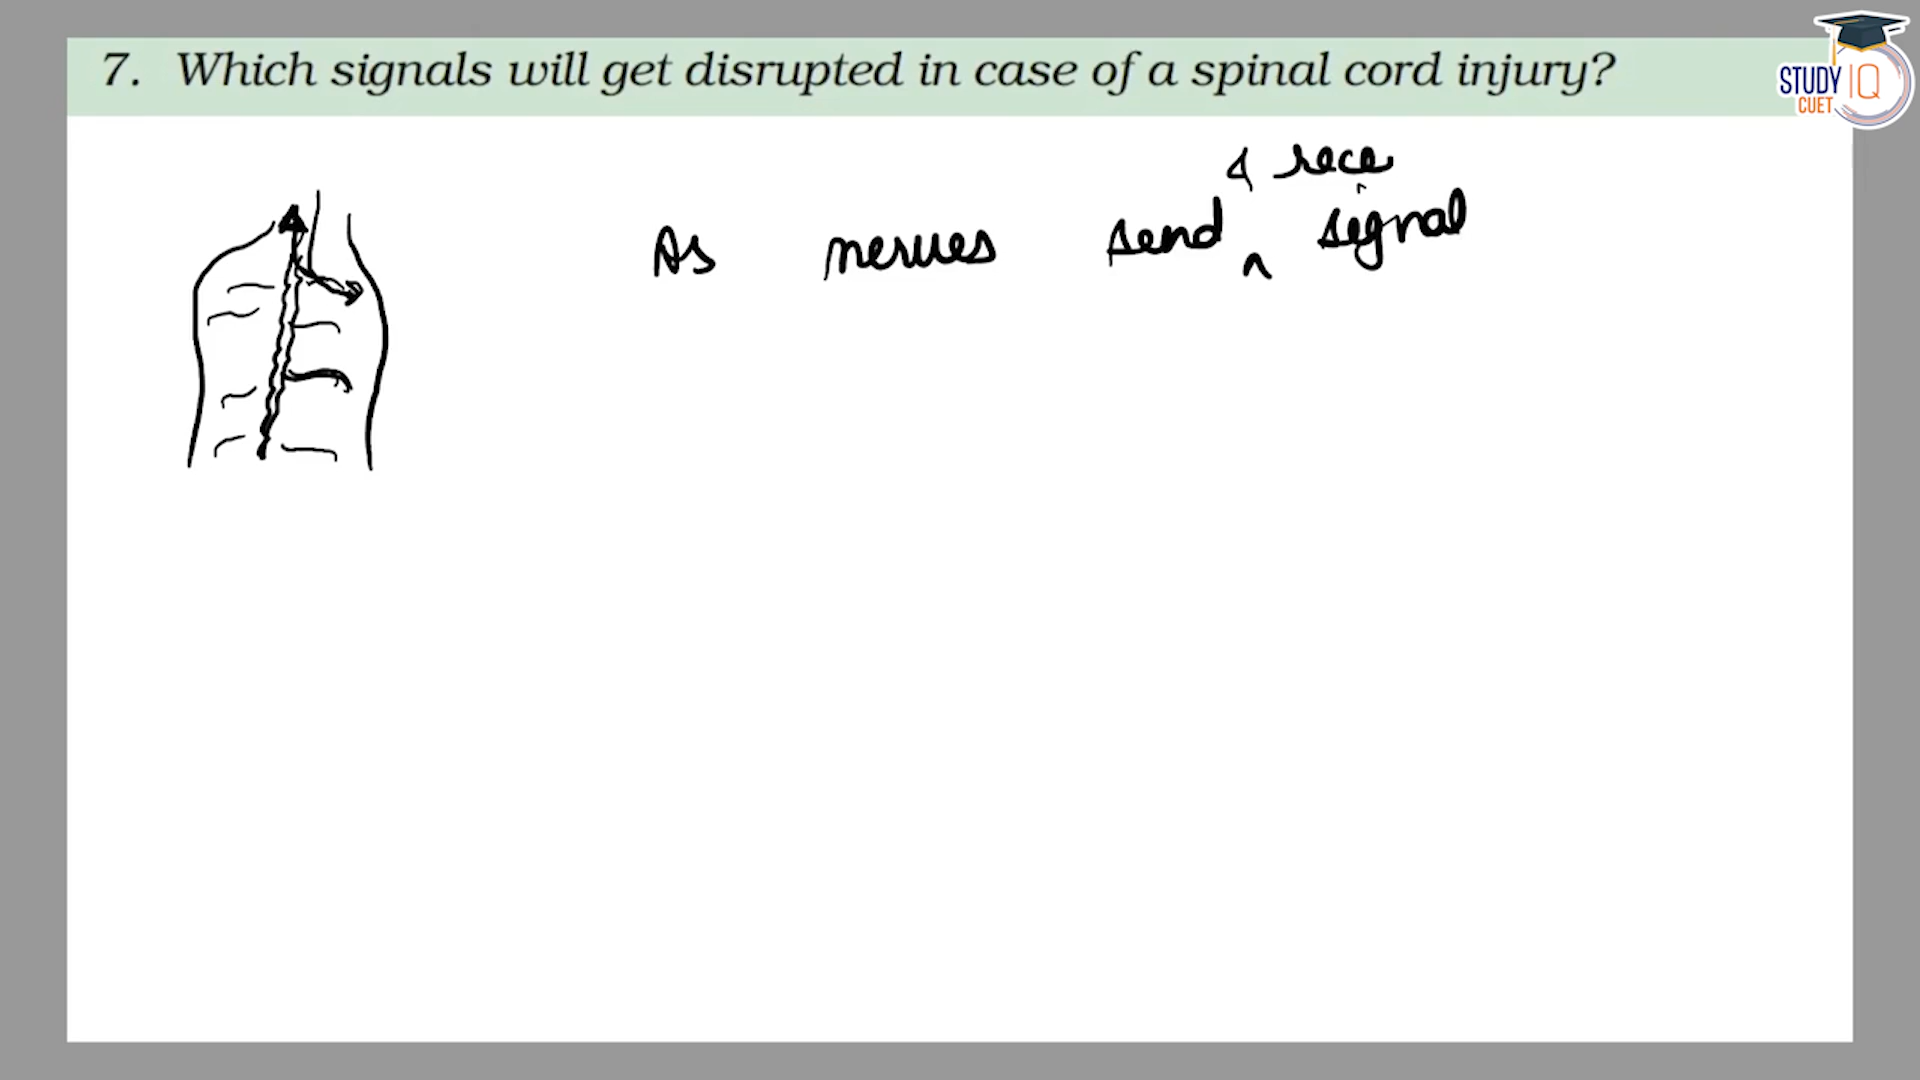 7. Which signals will get disrupted in case of a spinal cord injury?
STUDY IQ
CUET
& rece
As nerves send ^ signal